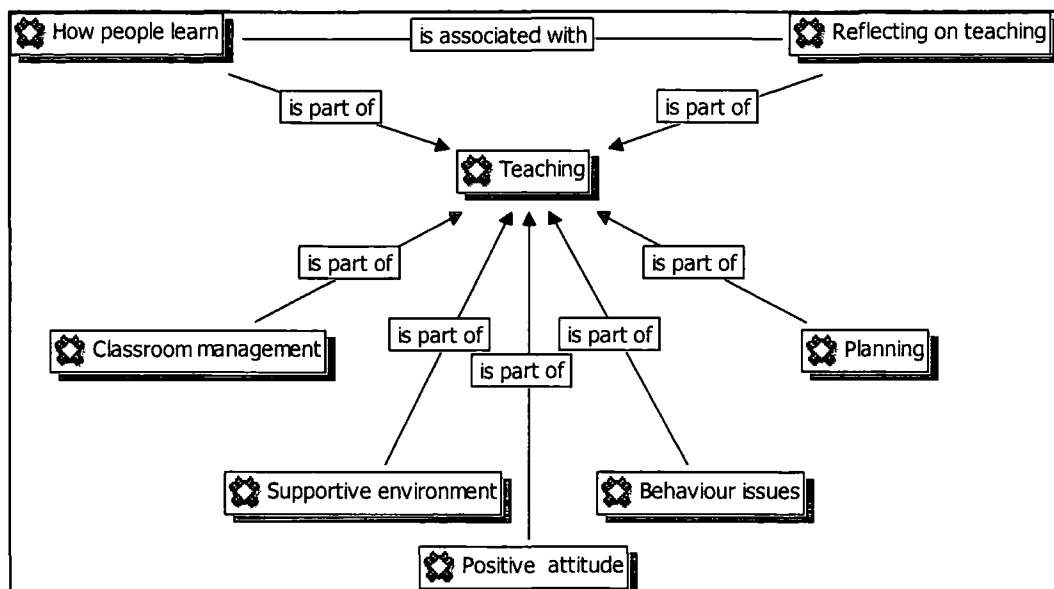 How people learn
is associated with
Reflecting on teaching
is part of
is part of
Teaching
is part of
is part of
Classroom management
is part of
is part of
Planning
is part of
Supportive environment
Behaviour issues
Positive attitude